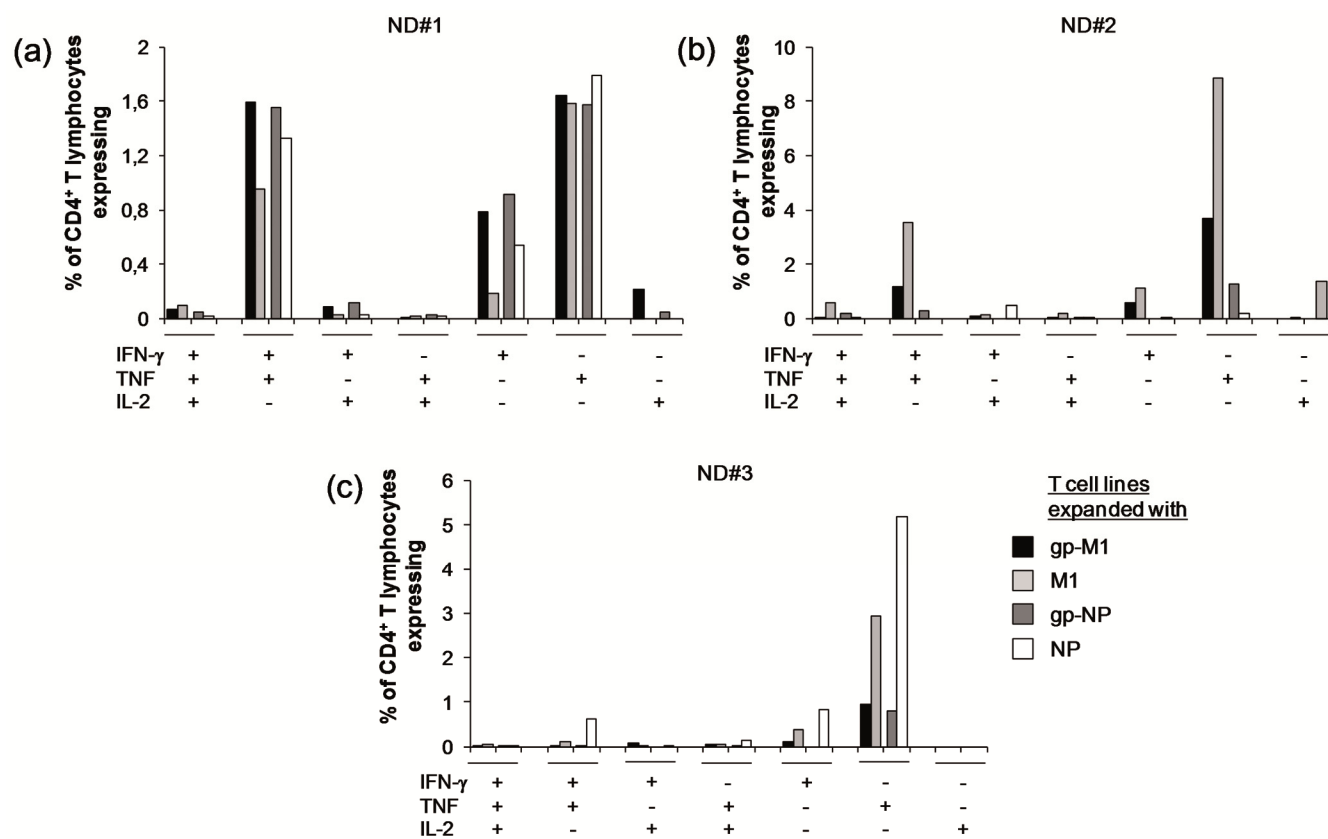 ND#1
(a)
% of CD4⁺ T lymphocytes
expressing
2
1,6
1,2
0,8
0,4
0
IFN-γ + + + - + - -
TNF + + - + - + -
IL-2 + - + + - - +
ND#2
(b)
% of CD4⁺ T lymphocytes
expressing
10
8
6
4
2
0
IFN-γ + + + - + - -
TNF + + - + - + -
IL-2 + - + + - - +
ND#3
(c)
% of CD4⁺ T lymphocytes
expressing
6
5
4
3
2
1
0
IFN-γ + + + - + - -
TNF + + - + - + -
IL-2 + - + + - - +
T cell lines
expanded with
gp-M1
M1
gp-NP
NP